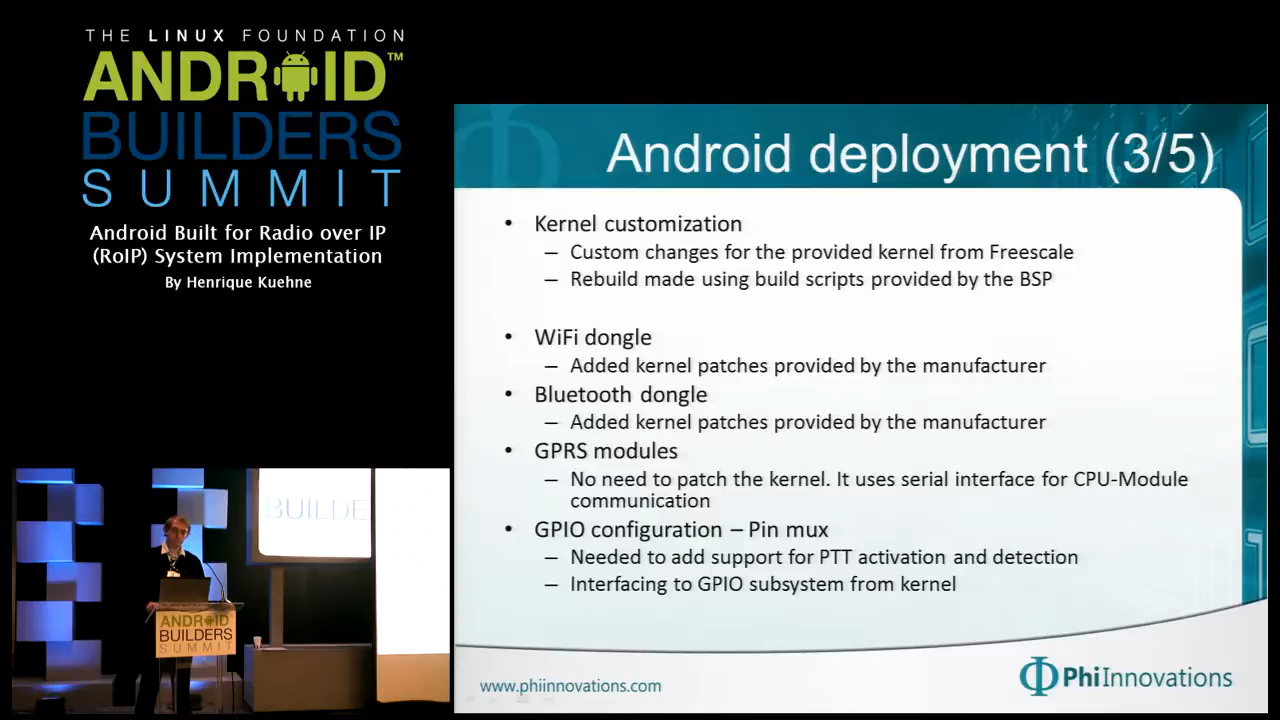 THE LINUX FOUNDATION
ANDROID™
BUILDERS
SUMMIT
Android Built for Radio over IP
(RoIP) System Implementation
By Henrique Kuehne
BUILDE
ANDROID
BUILDERS
SUMMIT
Android deployment (3/5)
• Kernel customization
– Custom changes for the provided kernel from Freescale
– Rebuild made using build scripts provided by the BSP
• WiFi dongle
– Added kernel patches provided by the manufacturer
• Bluetooth dongle
– Added kernel patches provided by the manufacturer
• GPRS modules
– No need to patch the kernel. It uses serial interface for CPU-Module
communication
• GPIO configuration – Pin mux
– Needed to add support for PTT activation and detection
– Interfacing to GPIO subsystem from kernel
www.phiinnovations.com
PhiInnovations